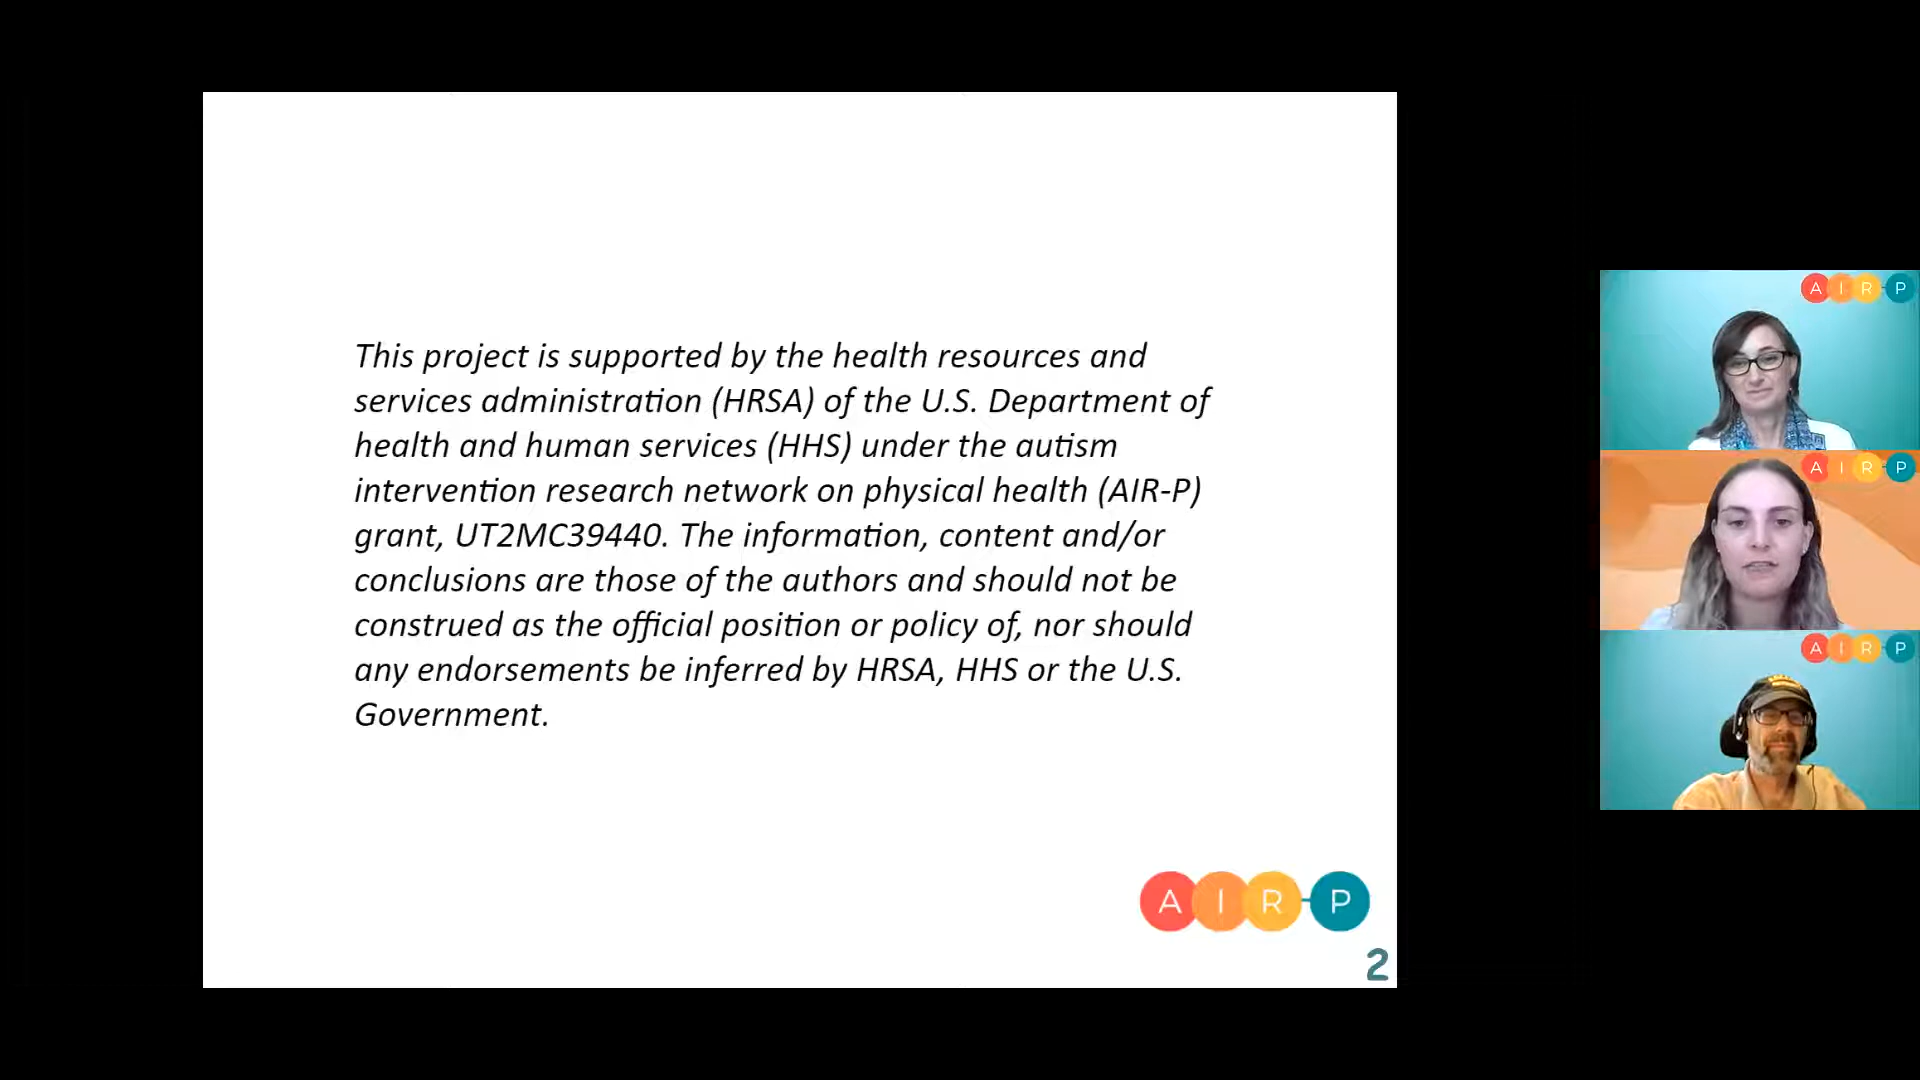 This project is supported by the health resources and
services administration (HRSA) of the U.S. Department of
health and human services (HHS) under the autism
intervention research network on physical health (AIR-P)
grant, UT2MC39440. The information, content and/or
conclusions are those of the authors and should not be
construed as the official position or policy of, nor should
any endorsements be inferred by HRSA, HHS or the U.S.
Government.
A I R-P
2
A I R-P
A I R-P
A I R-P